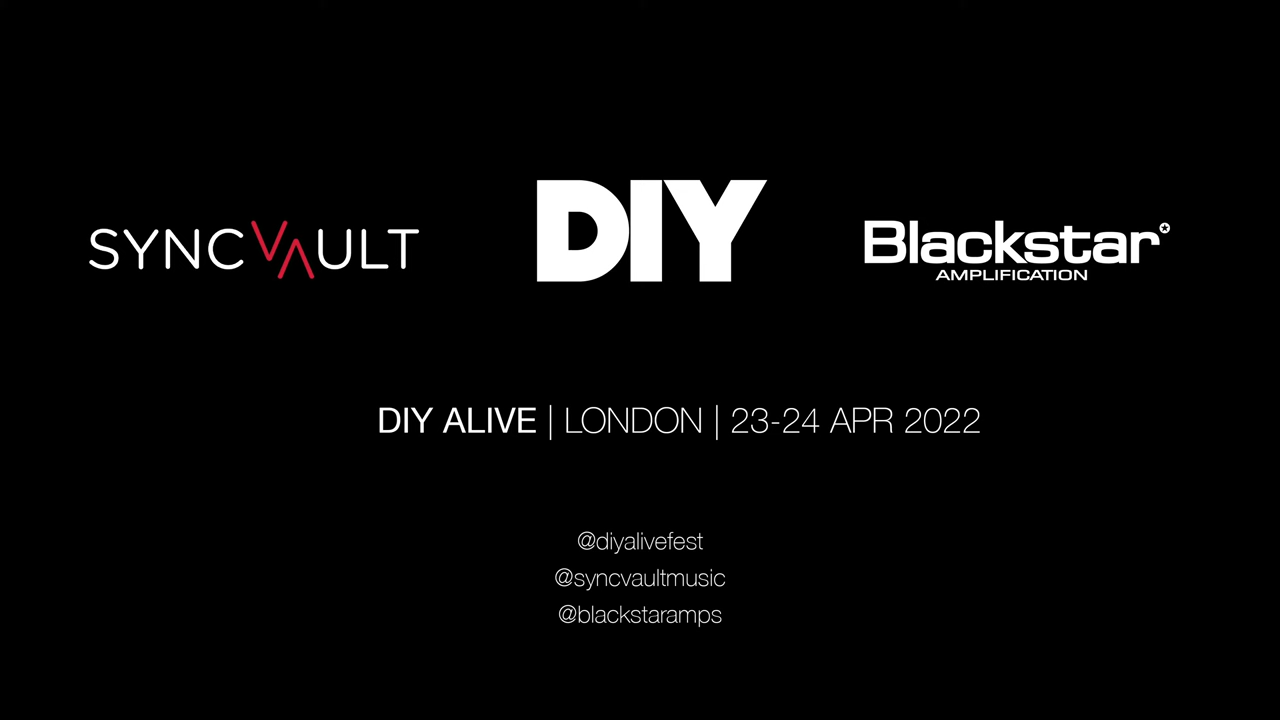 SYNCVAULT
DIY
Blackstar
AMPLIFICATION
DIY ALIVE | LONDON | 23-24 APR 2022
@diyalivefest
@syncvaultmusic
@blackstaramps